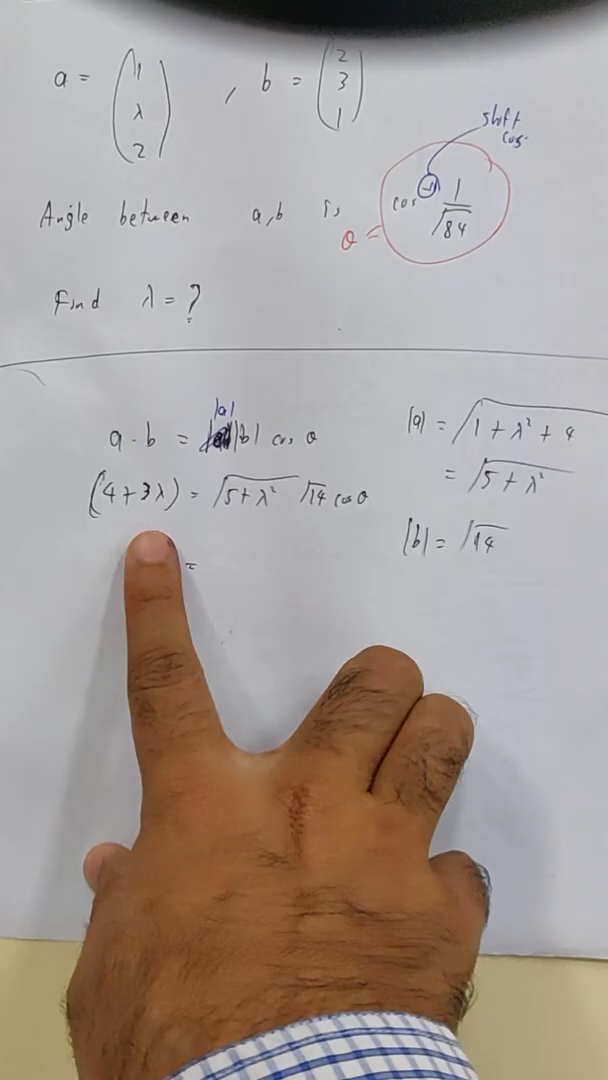 a = (1 λ 2) , b = (2 3 1)
shift cos-
Angle between a,b is θ = cos⁻¹ 1/√84
Find λ = ?
a · b = |a| |b| cos θ
(4+3λ) = √5+λ² √14 cos θ
=
|a| = √1 + λ² + 4
= √5 + λ²
|b| = √14